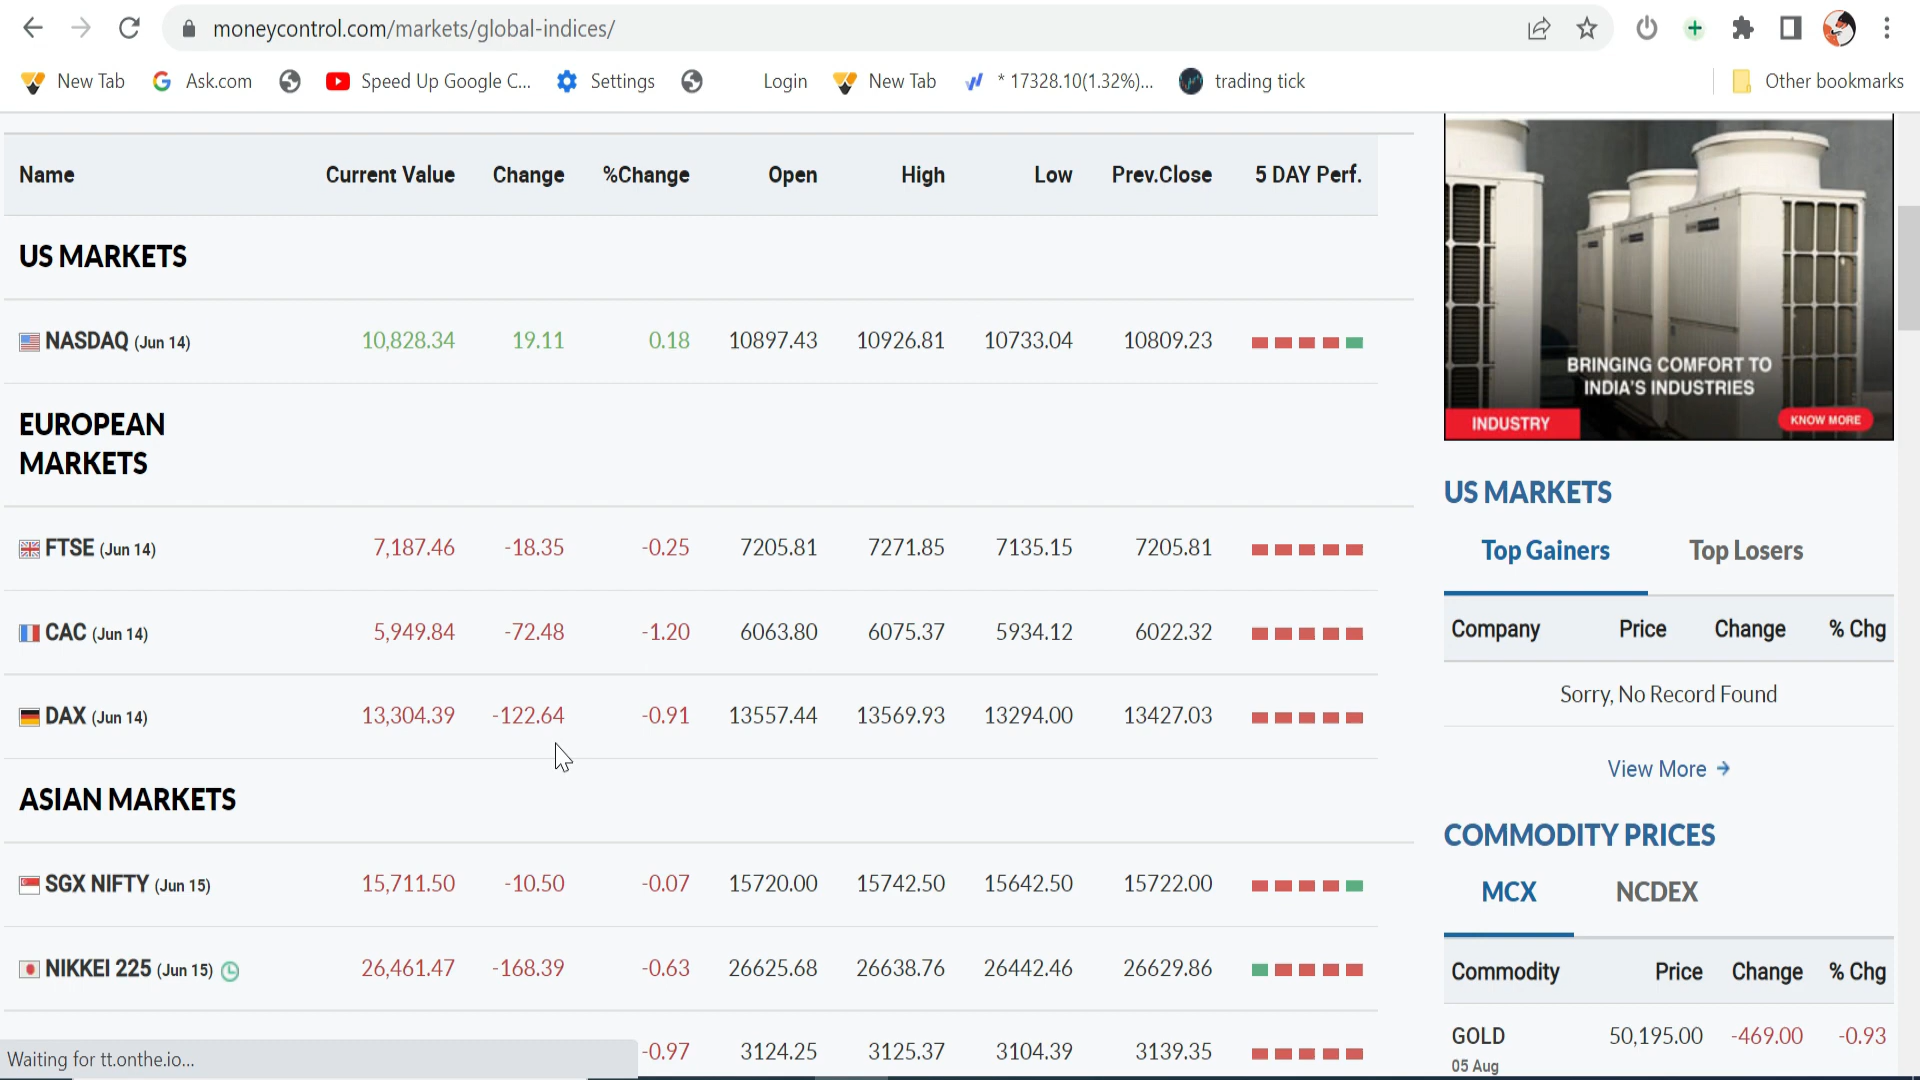 moneycontrol.com/markets/global-indices/
New Tab Ask.com Speed Up Google C... Settings Login New Tab * 17328.10(1.32%)... trading tick Other bookmarks
Name Current Value Change %Change Open High Low Prev.Close 5 DAY Perf.
US MARKETS
NASDAQ (Jun 14) 10,828.34 19.11 0.18 10897.43 10926.81 10733.04 10809.23
EUROPEAN
MARKETS
FTSE (Jun 14) 7,187.46 -18.35 -0.25 7205.81 7271.85 7135.15 7205.81
CAC (Jun 14) 5,949.84 -72.48 -1.20 6063.80 6075.37 5934.12 6022.32
DAX (Jun 14) 13,304.39 -122.64 -0.91 13557.44 13569.93 13294.00 13427.03
ASIAN MARKETS
SGX NIFTY (Jun 15) 15,711.50 -10.50 -0.07 15720.00 15742.50 15642.50 15722.00
NIKKEI 225 (Jun 15) 26,461.47 -168.39 -0.63 26625.68 26638.76 26442.46 26629.86
-0.97 3124.25 3125.37 3104.39 3139.35
Waiting for tt.onthe.io...
BRINGING COMFORT TO
INDIA'S INDUSTRIES
INDUSTRY KNOW MORE
US MARKETS
Top Gainers Top Losers
Company Price Change % Chg
Sorry, No Record Found
View More
COMMODITY PRICES
MCX NCDEX
Commodity Price Change % Chg
GOLD 50,195.00 -469.00 -0.93
05 Aug